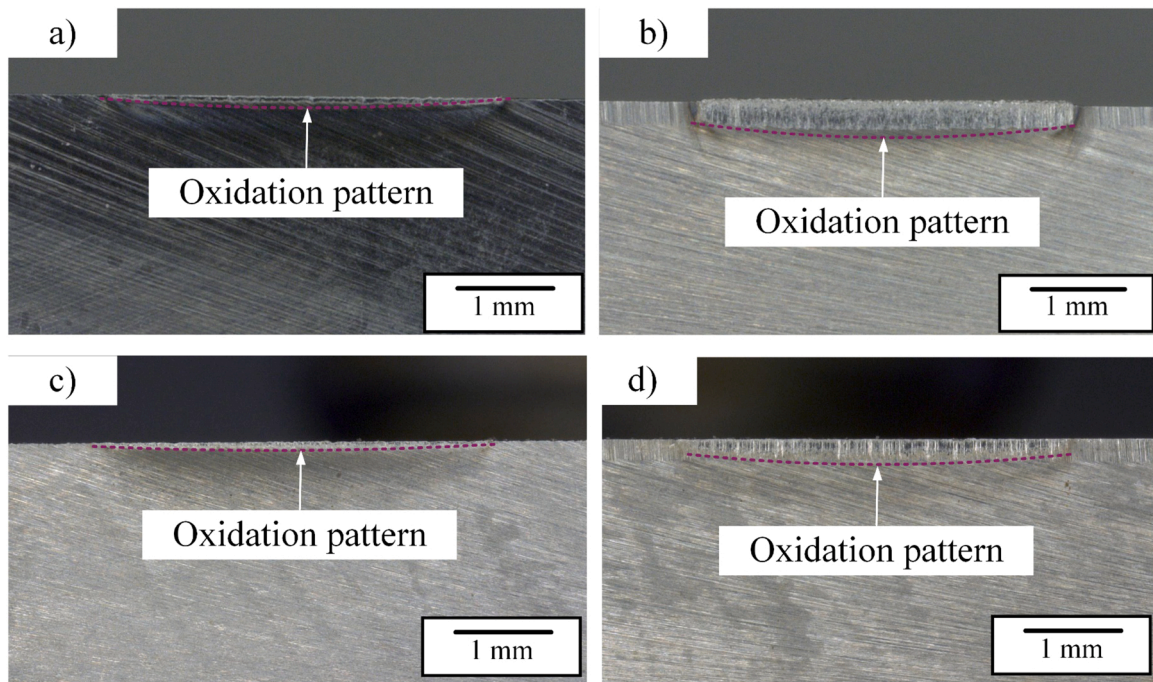 a)
Oxidation pattern
1 mm
b)
Oxidation pattern
1 mm
c)
Oxidation pattern
1 mm
d)
Oxidation pattern
1 mm